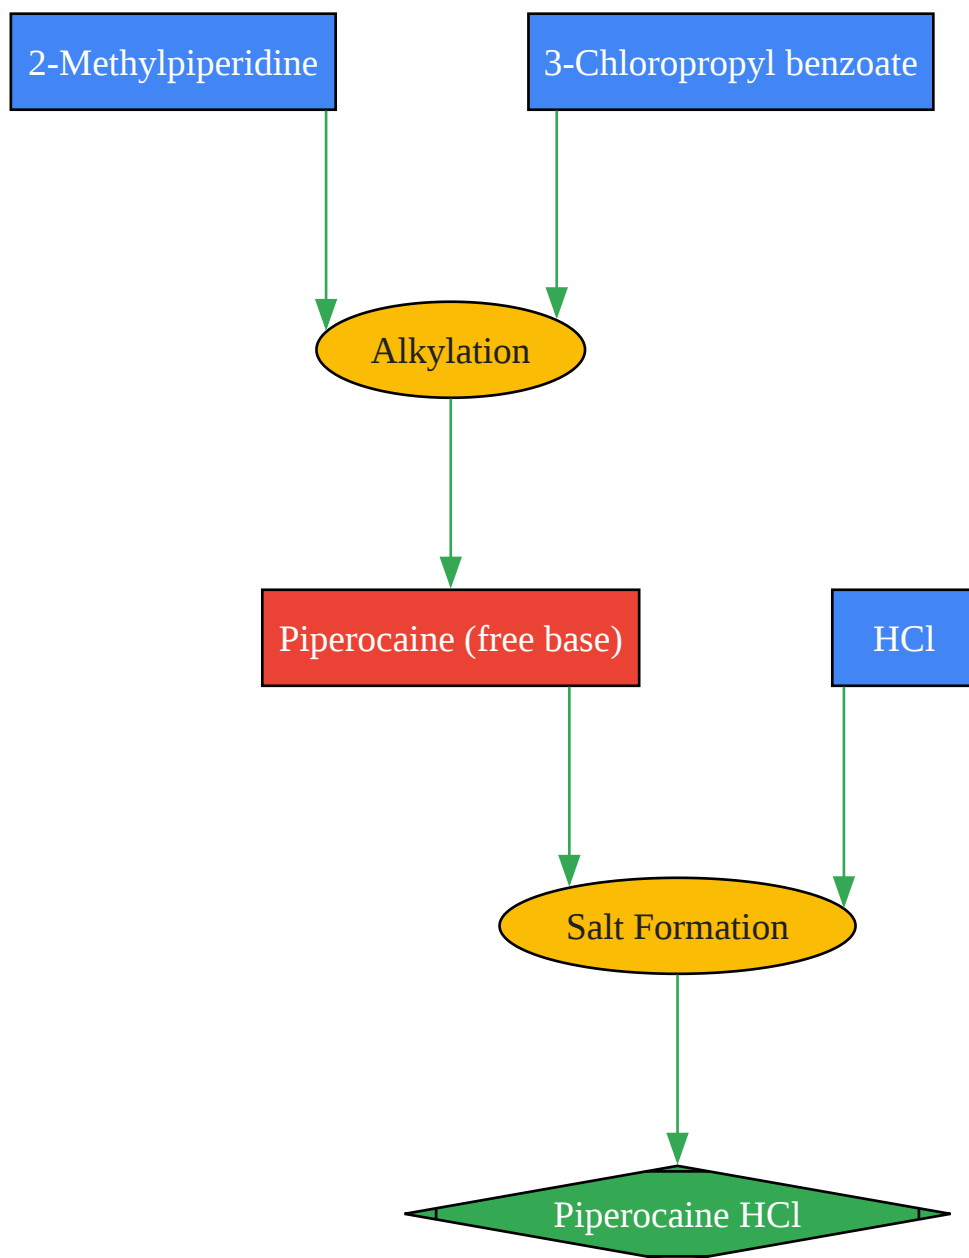 2-Methylpiperidine
3-Chloropropyl benzoate
Alkylation
Piperocaine (free base)
HCl
Salt Formation
Piperocaine HCl